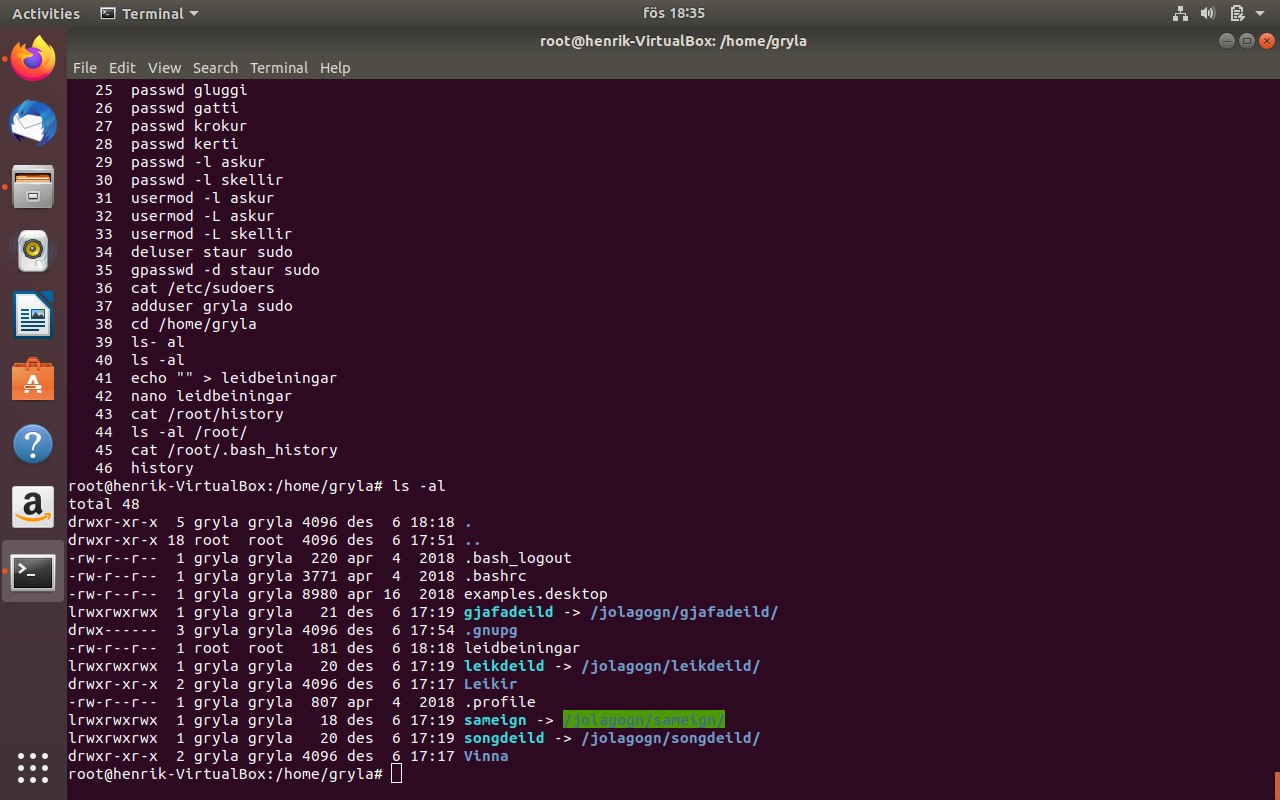 Activities Terminal fös 18:35
root@henrik-VirtualBox: /home/gryla
File Edit View Search Terminal Help
25 passwd gluggi
26 passwd gatti
27 passwd krokur
28 passwd kerti
29 passwd -l askur
30 passwd -l skellir
31 usermod -l askur
32 usermod -L askur
33 usermod -L skellir
34 deluser staur sudo
35 gpasswd -d staur sudo
36 cat /etc/sudoers
37 adduser gryla sudo
38 cd /home/gryla
39 ls- al
40 ls -al
41 echo "" > leidbeiningar
42 nano leidbeiningar
43 cat /root/history
44 ls -al /root/
45 cat /root/.bash_history
46 history
root@henrik-VirtualBox:/home/gryla# ls -al
total 48
drwxr-xr-x 5 gryla gryla 4096 des 6 18:18 .
drwxr-xr-x 18 root root 4096 des 6 17:51 ..
-rw-r--r-- 1 gryla gryla 220 apr 4 2018 .bash_logout
-rw-r--r-- 1 gryla gryla 3771 apr 4 2018 .bashrc
-rw-r--r-- 1 gryla gryla 8980 apr 16 2018 examples.desktop
lrwxrwxrwx 1 gryla gryla 21 des 6 17:19 gjafadeild -> /jolagogn/gjafadeild/
drwx------ 3 gryla gryla 4096 des 6 17:54 .gnupg
-rw-r--r-- 1 root root 181 des 6 18:18 leidbeiningar
lrwxrwxrwx 1 gryla gryla 20 des 6 17:19 leikdeild -> /jolagogn/leikdeild/
drwxr-xr-x 2 gryla gryla 4096 des 6 17:17 Leikir
-rw-r--r-- 1 gryla gryla 807 apr 4 2018 .profile
lrwxrwxrwx 1 gryla gryla 18 des 6 17:19 sameign -> /jolagogn/sameign/
lrwxrwxrwx 1 gryla gryla 20 des 6 17:19 songdeild -> /jolagogn/songdeild/
drwxr-xr-x 2 gryla gryla 4096 des 6 17:17 Vinna
root@henrik-VirtualBox:/home/gryla#